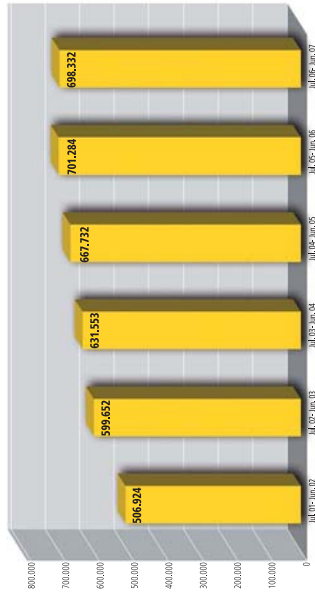 800.000
700.000
600.000
500.000
400.000
300.000
200.000
100.000
0
506.924
599.652
631.553
667.732
701.284
698.332
Jul. 01- Jun. 02
Jul. 02- Jun. 03
Jul. 03- Jun. 04
Jul. 04- Jun. 05
Jul. 05- Jun. 06
Jul. 06- Jun. 07